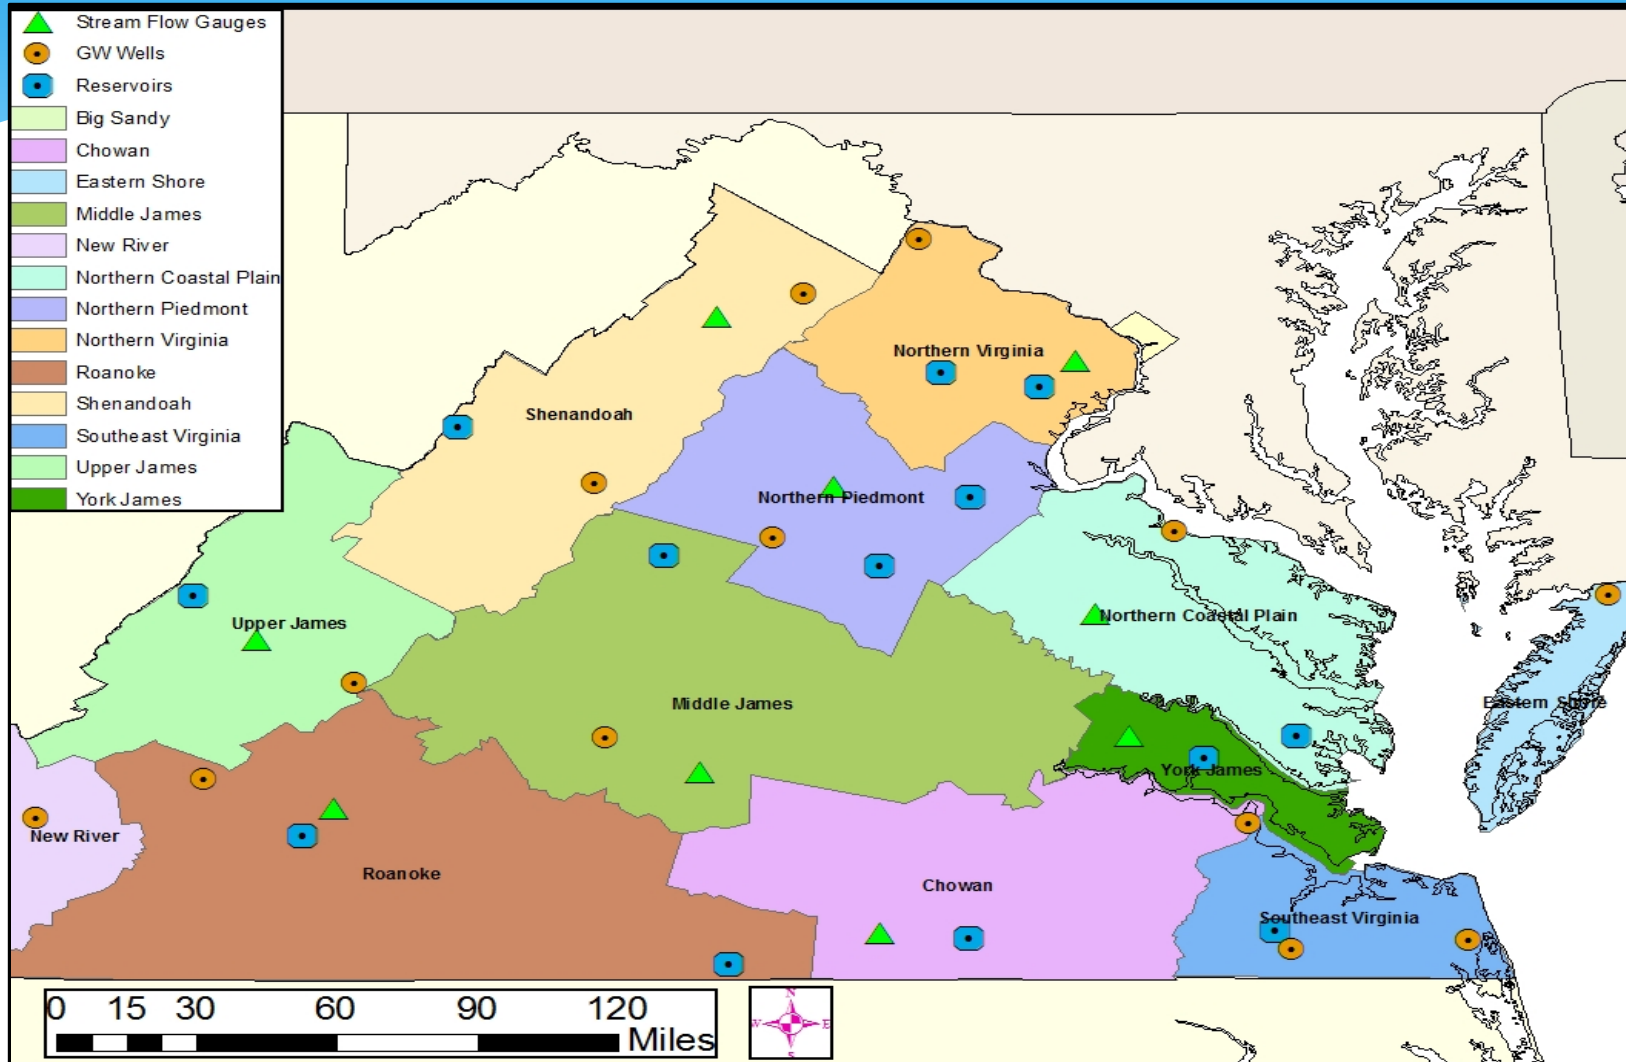 Stream Flow Gauges
GW Wells
Reservoirs
Big Sandy
Chowan
Eastern Shore
Middle James
New River
Northern Coastal Plain
Northern Piedmont
Northern Virginia
Roanoke
Shenandoah
Southeast Virginia
Upper James
York James
Northern Virginia
Shenandoah
Northern Piedmont
Northern Coastal Plain
Upper James
Middle James
Eastern Shore
York James
New River
Roanoke
Chowan
Southeast Virginia
0 15 30 60 90 120
Miles
N
W E
S